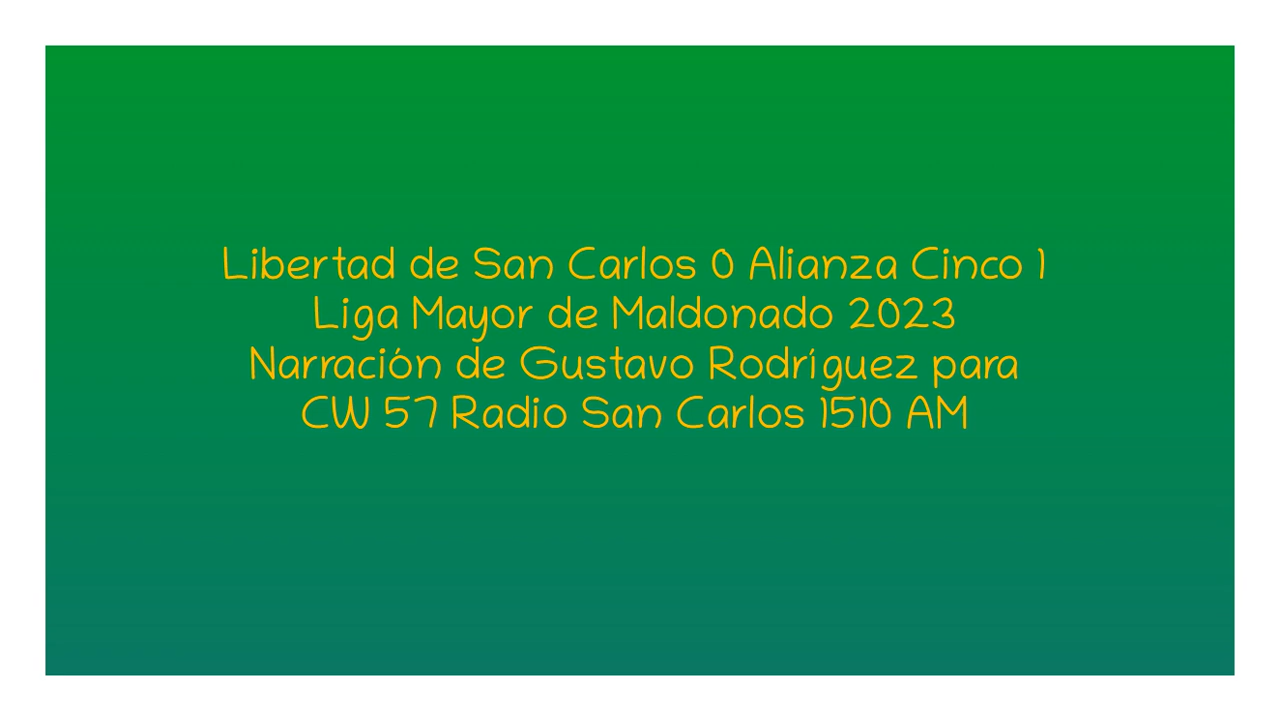 Libertad de San Carlos 0 Alianza Cinco 1
Liga Mayor de Maldonado 2023
Narración de Gustavo Rodríguez para
CW 57 Radio San Carlos 1510 AM